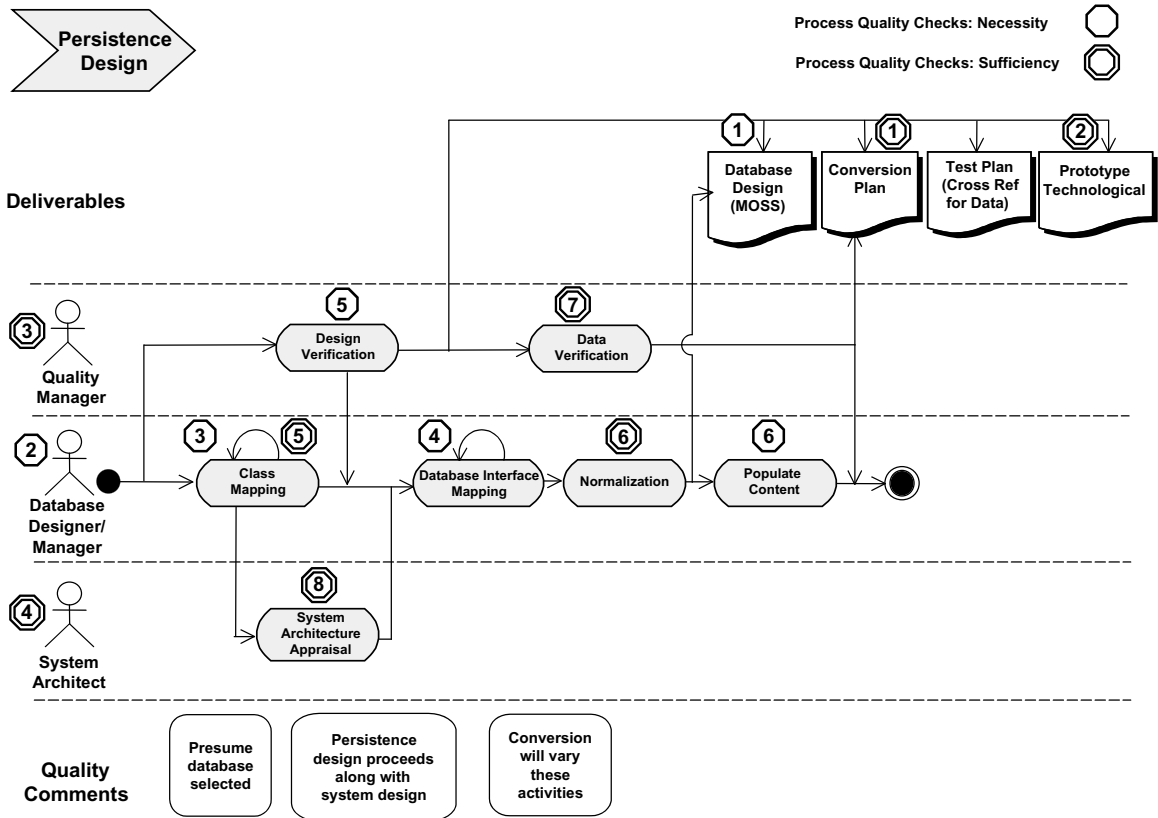 Persistence
Design
Process Quality Checks: Necessity
Process Quality Checks: Sufficiency
1
1
2
Database
Design
(MOSS)
Conversion
Plan
Test Plan
(Cross Ref
for Data)
Prototype
Technological
Deliverables
3
Quality
Manager
5
Design
Verification
7
Data
Verification
2
Database
Designer/
Manager
3
5
Class
Mapping
4
Database Interface
Mapping
6
Normalization
6
Populate
Content
4
System
Architect
8
System
Architecture
Appraisal
Quality
Comments
Presume
database
selected
Persistence
design proceeds
along with
system design
Conversion
will vary
these
activities